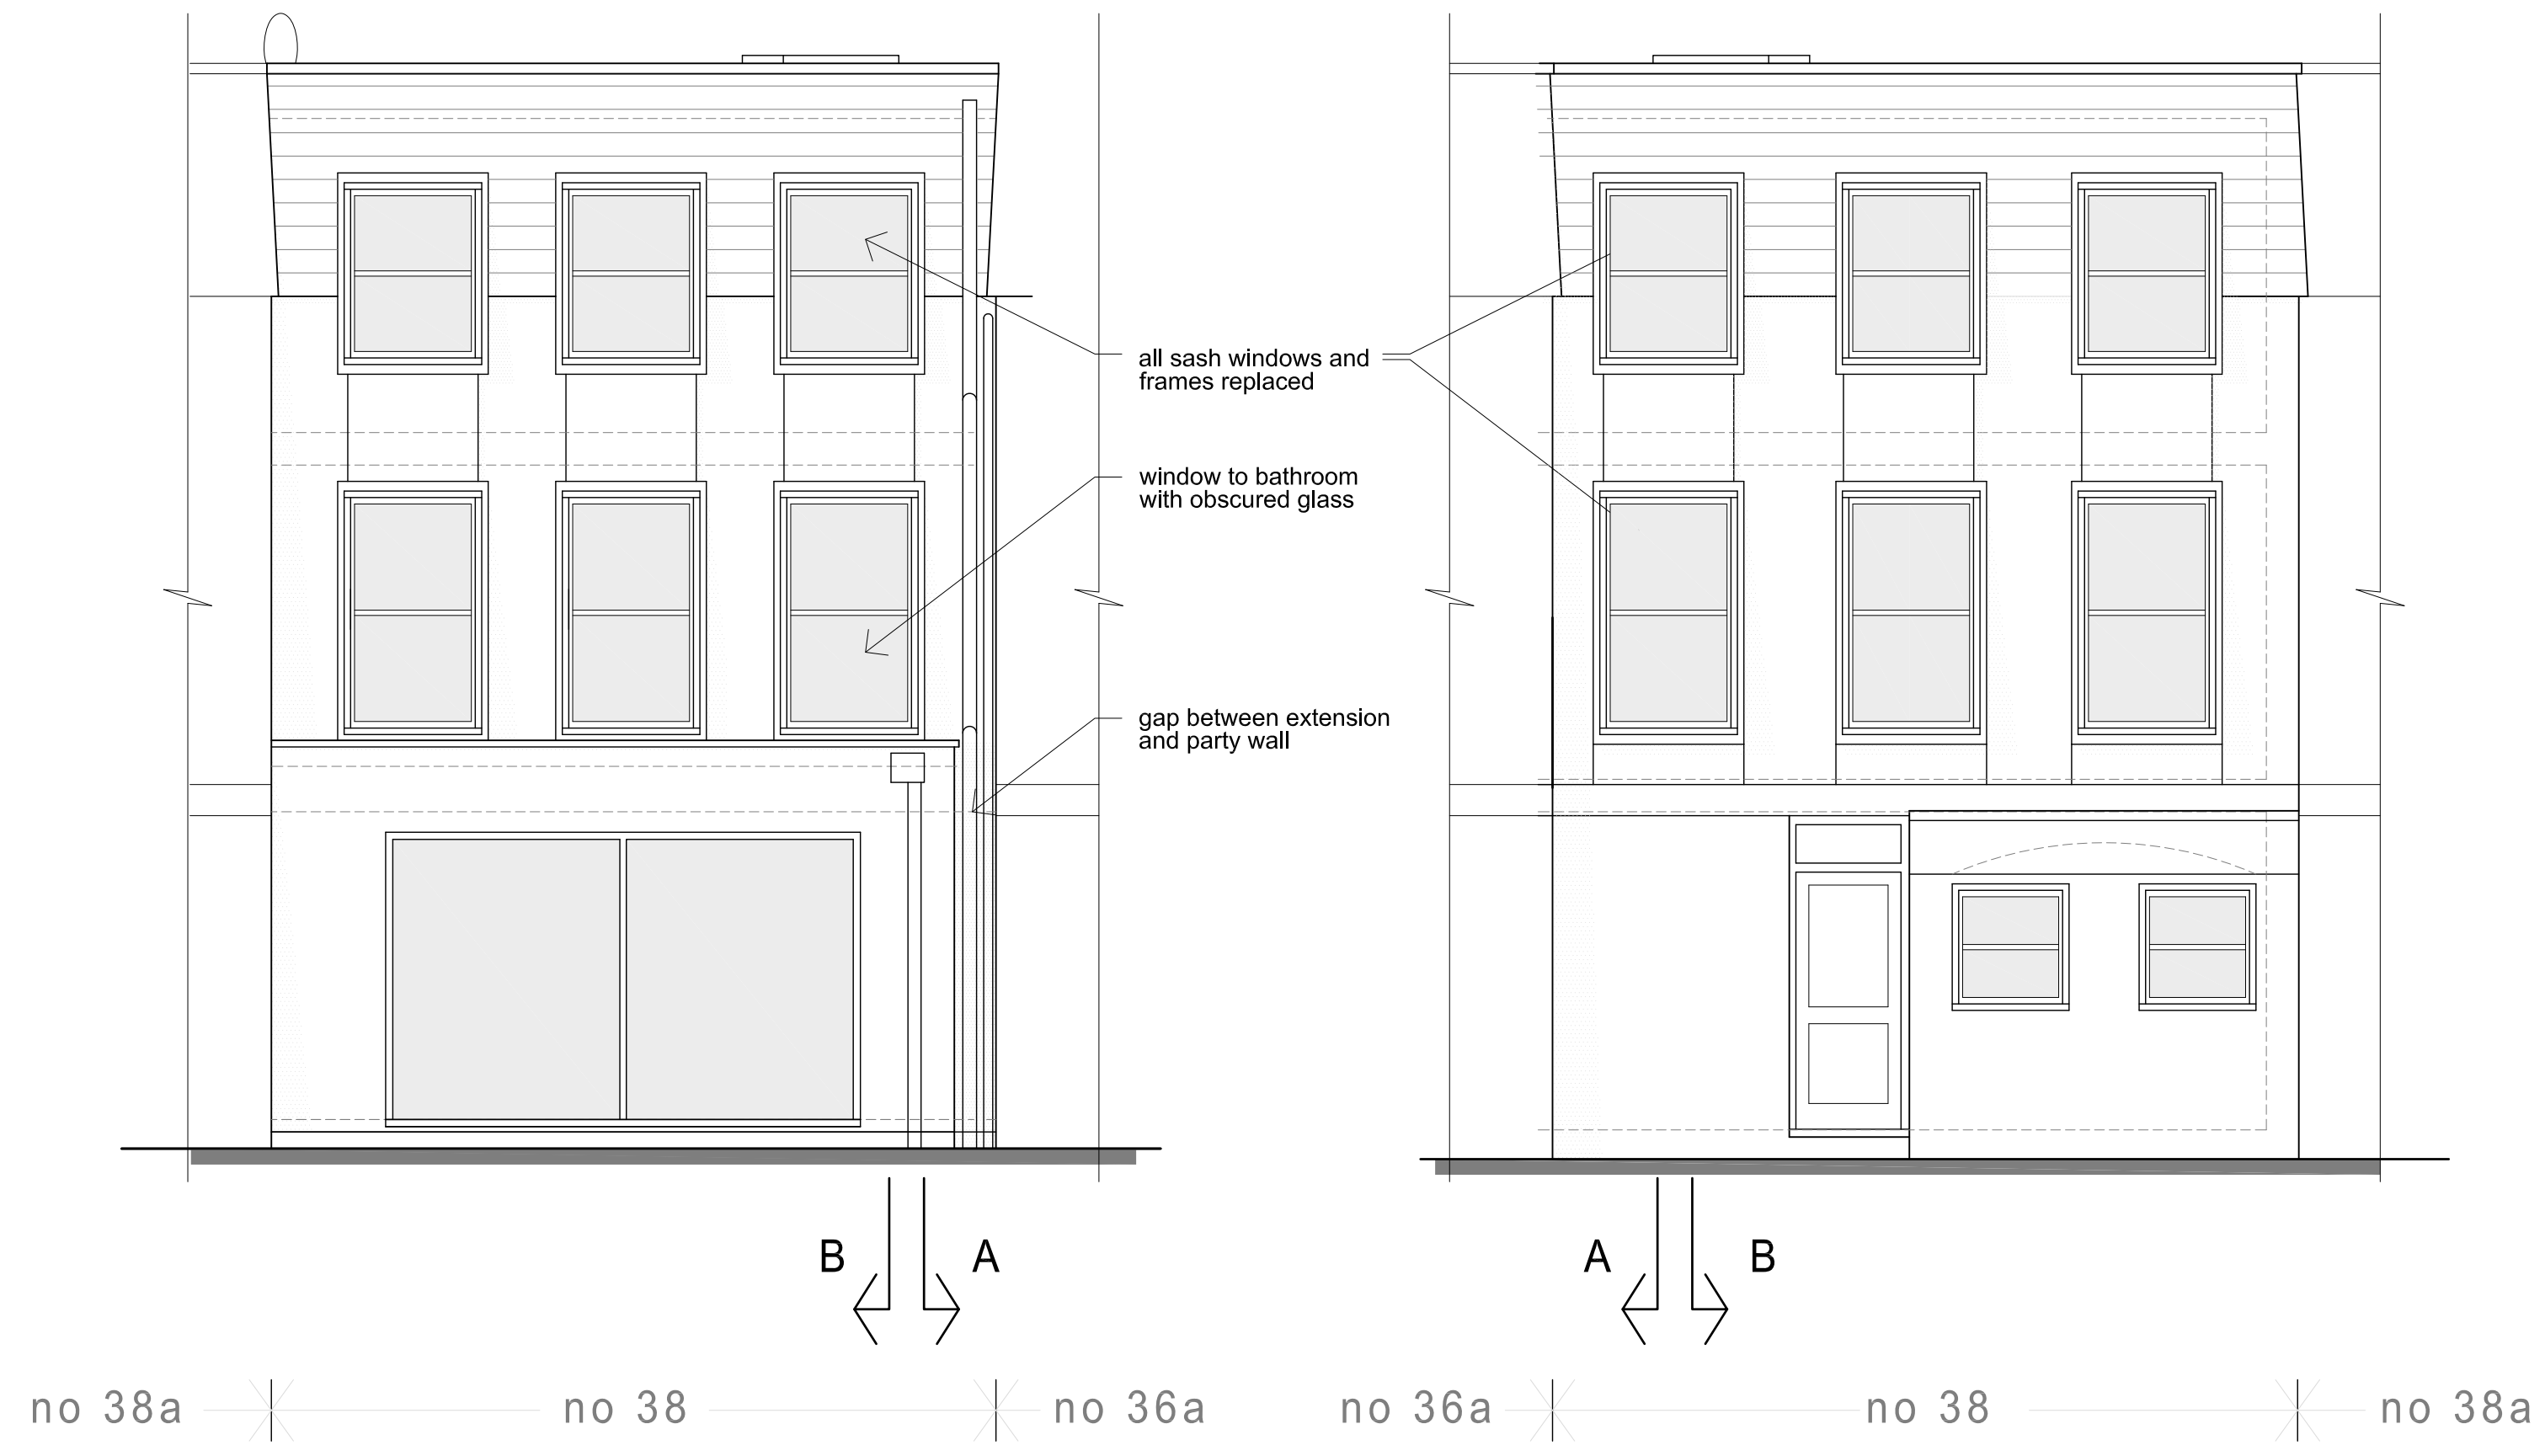 all sash windows and
frames replaced
window to bathroom
with obscured glass
gap between extension
and party wall
B A
A B
no 38a no 38 no 36a
no 36a no 38 no 38a